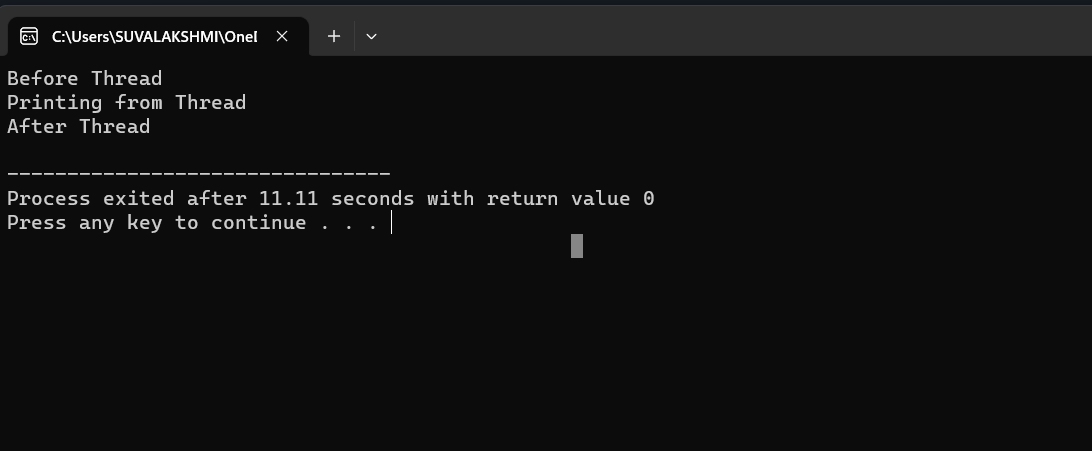 C:\Users\SUVALAKSHMI\OneI
Before Thread
Printing from Thread
After Thread
--------------------------------
Process exited after 11.11 seconds with return value 0
Press any key to continue . . .